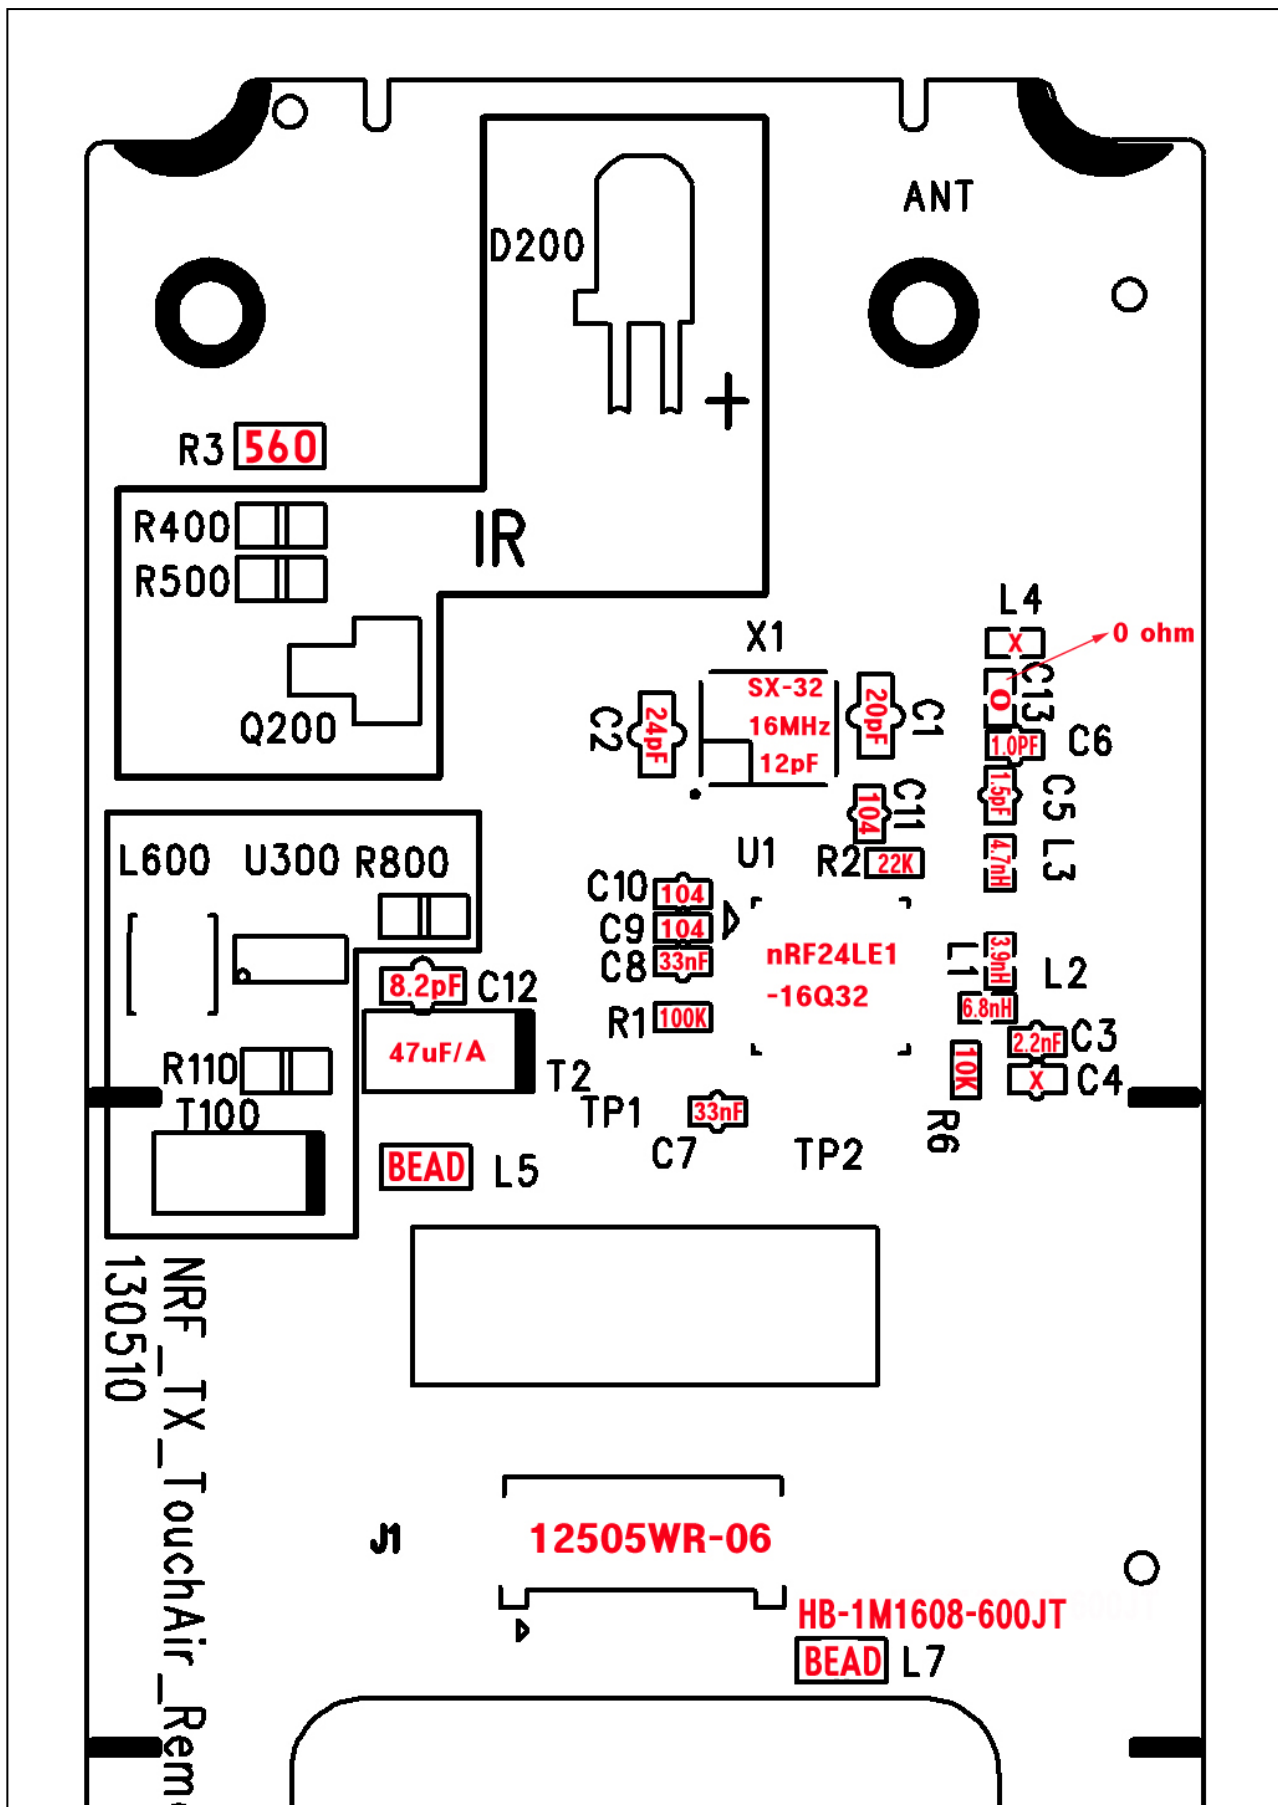 ANT
D200
+
R3 560
R400
IR
R500
L4
X
0 ohm
X1
C13
O
SX-32
16MHz
12pF
C2
24pF
20pF
C1
Q200
1.0PF C6
1.5pF
C5
104
C11
U1
R2 22K
4.7nH
L3
L600 U300 R800
C10 104
C9 104
C8 33nF
nRF24LE1
-16Q32
L1
3.9nH
L2
6.8nH
8.2pF C12
R1 100K
2.2nF C3
47uF/A
T2
10K
X C4
R110
T100
TP1
33nF
C7
TP2
R6
BEAD L5
NRF_TX_TouchAir_Rem
130510
J1
12505WR-06
HB-1M1608-600JT
BEAD L7